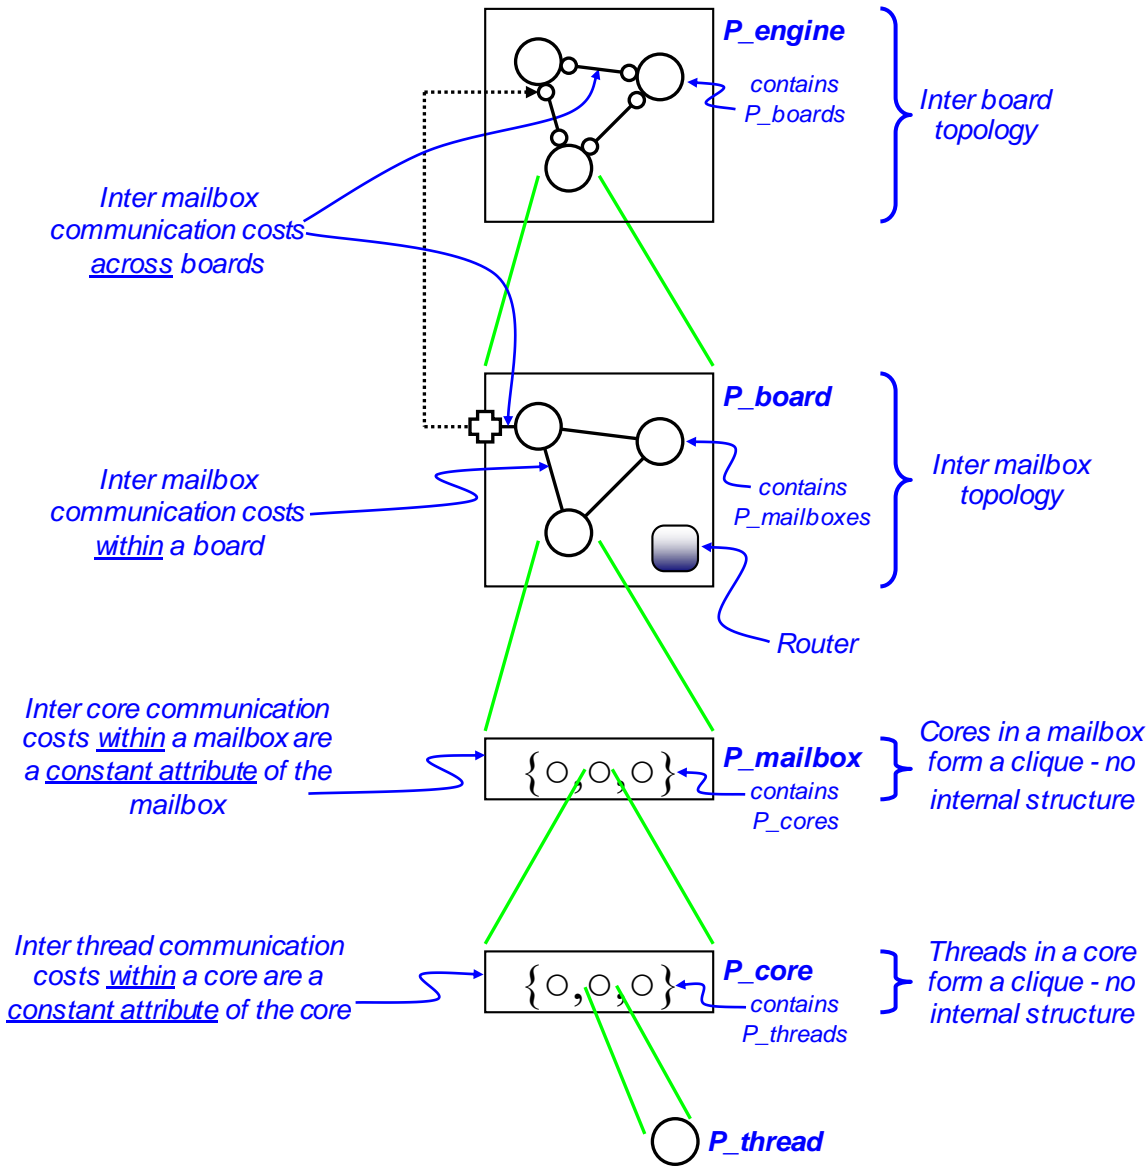 P_engine
contains
P_boards
Inter board
topology
Inter mailbox
communication costs
across boards
P_board
contains
P_mailboxes
Inter mailbox
topology
Inter mailbox
communication costs
within a board
Router
Inter core communication
costs within a mailbox are
a constant attribute of the
mailbox
{ ○, ○, ○ }
P_mailbox
contains
P_cores
Cores in a mailbox
form a clique - no
internal structure
Inter thread communication
costs within a core are a
constant attribute of the core
{ ○, ○, ○ }
P_core
contains
P_threads
Threads in a core
form a clique - no
internal structure
P_thread